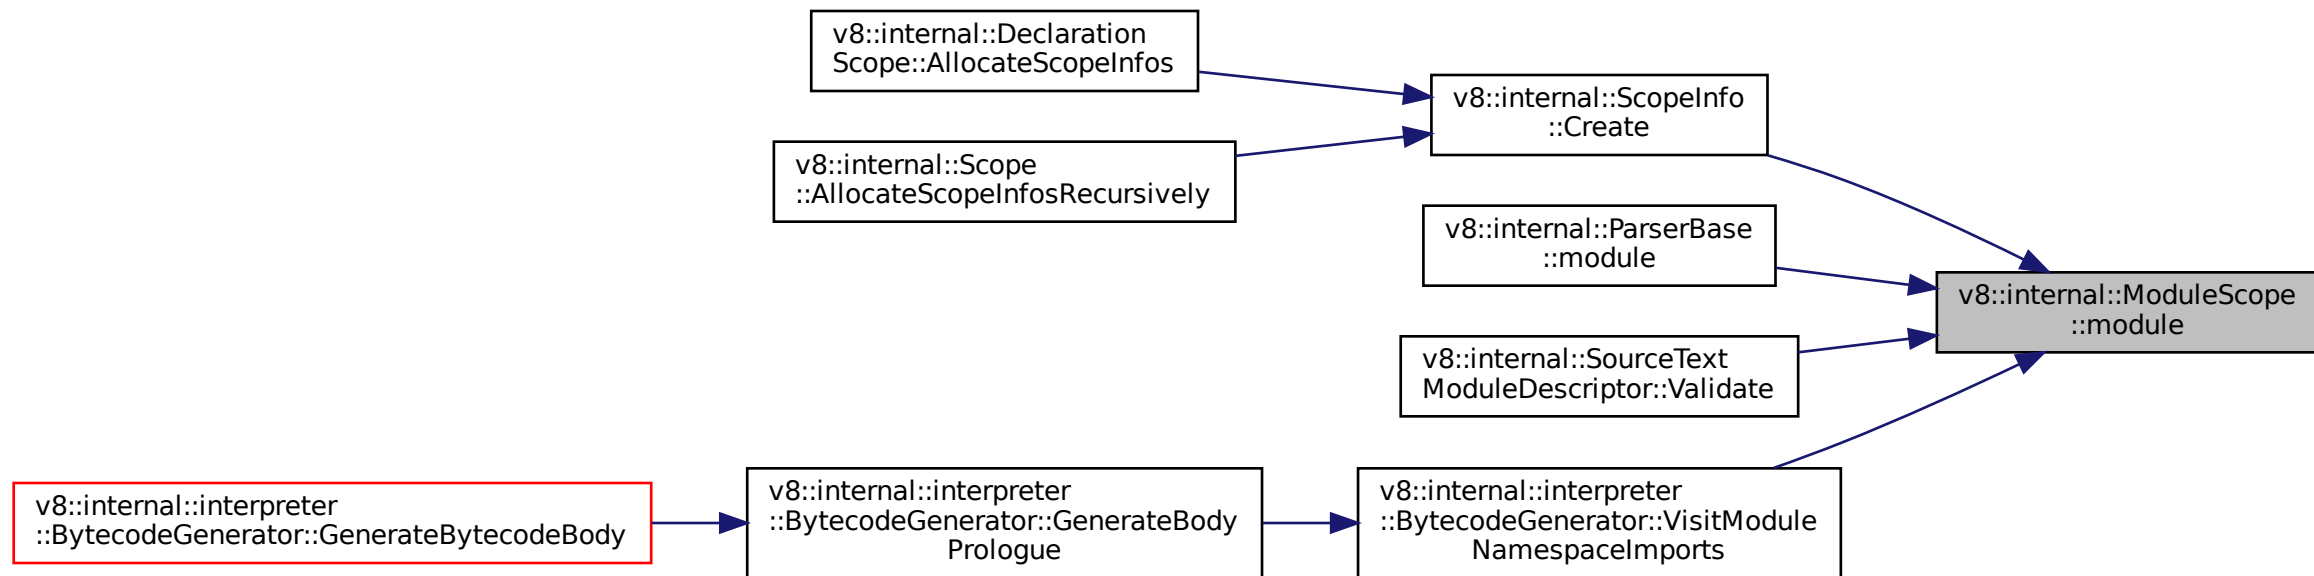 v8::internal::Declaration
Scope::AllocateScopeInfos
v8::internal::ScopeInfo
::Create
v8::internal::Scope
::AllocateScopeInfosRecursively
v8::internal::ParserBase
::module
v8::internal::ModuleScope
::module
v8::internal::SourceText
ModuleDescriptor::Validate
v8::internal::interpreter
::BytecodeGenerator::GenerateBytecodeBody
v8::internal::interpreter
::BytecodeGenerator::GenerateBody
Prologue
v8::internal::interpreter
::BytecodeGenerator::VisitModule
NamespaceImports